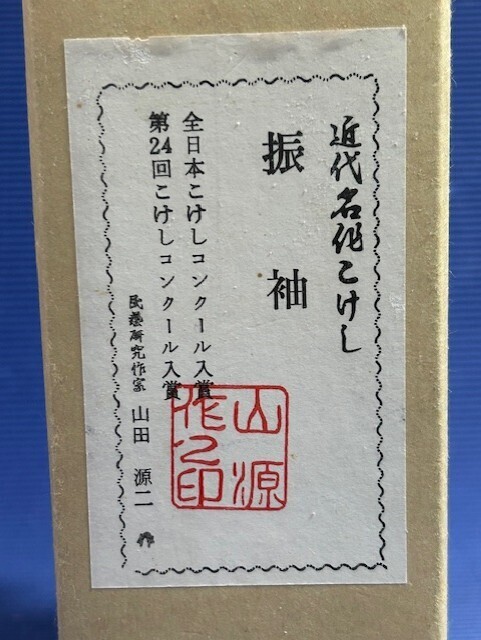 近代名作こけし
振袖
全日本こけしコンクール入賞
第24回こけしコンクール入賞
民芸研究作家 山田 源二 作
山源作之印